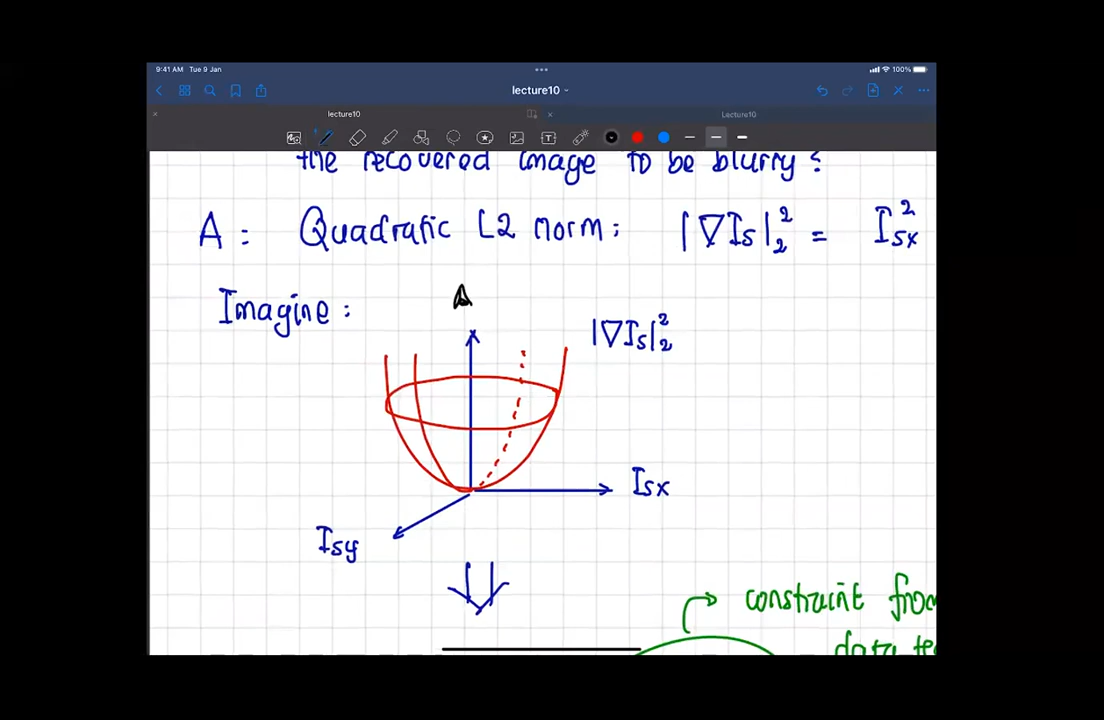 9:41 AM Tue 9 Jan
100%
lecture10
lecture10
Lecture10
the recovered image to be blurry?
A: Quadratic L2 norm: |∇Is|₂² = Isx²
Imagine:
|∇Is|₂²
Isx
Isy
constraint from
data te